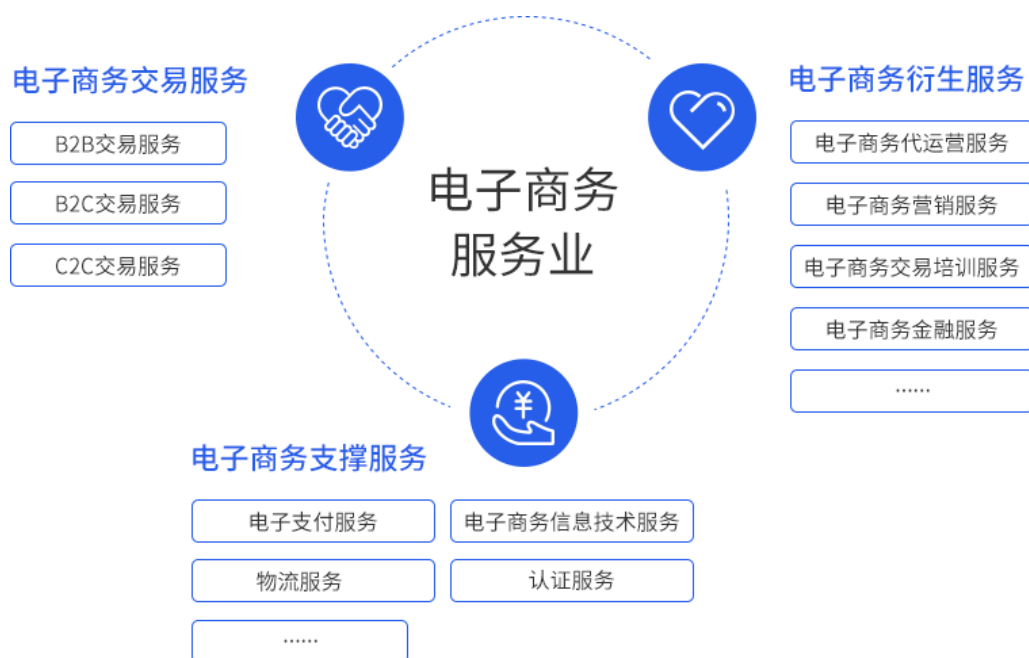 电子商务交易服务
B2B交易服务
B2C交易服务
C2C交易服务
电子商务
服务业
电子商务衍生服务
电子商务代运营服务
电子商务营销服务
电子商务交易培训服务
电子商务金融服务
······
¥
电子商务支撑服务
电子支付服务
电子商务信息技术服务
物流服务
认证服务
······